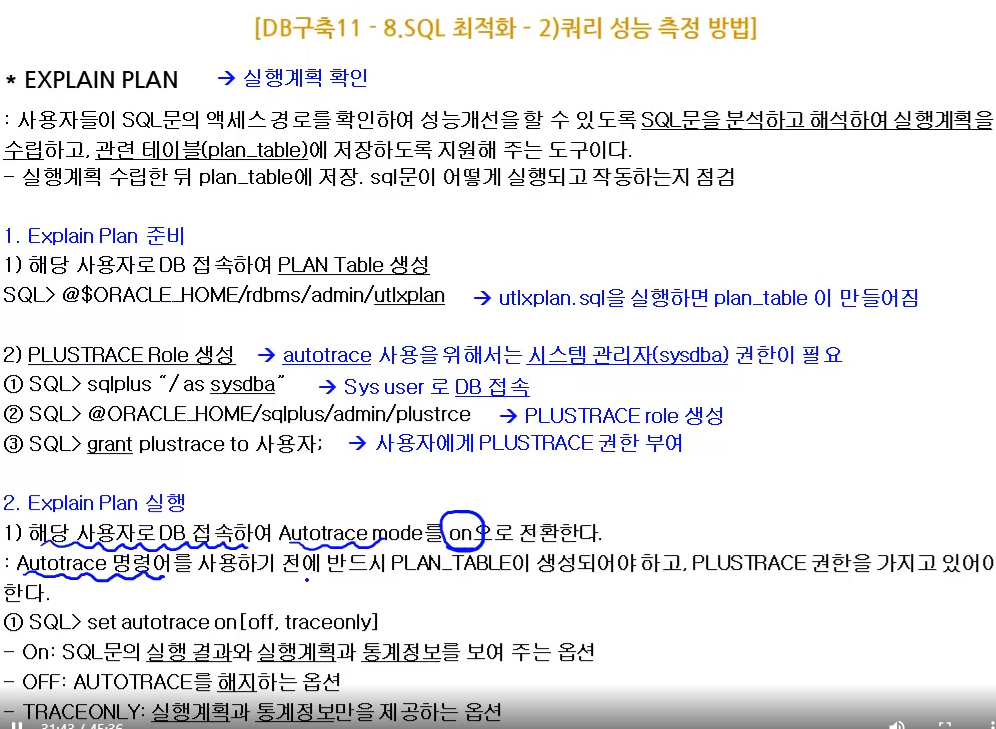 [DB구축11 - 8.SQL 최적화 - 2)쿼리 성능 측정 방법]
* EXPLAIN PLAN → 실행계획 확인
: 사용자들이 SQL문의 액세스 경로를 확인하여 성능개선을 할 수 있도록 SQL문을 분석하고 해석하여 실행계획을
수립하고, 관련 테이블(plan_table)에 저장하도록 지원해 주는 도구이다.
- 실행계획 수립한 뒤 plan_table에 저장. sql문이 어떻게 실행되고 작동하는지 점검
1. Explain Plan 준비
1) 해당 사용자로 DB 접속하여 PLAN Table 생성
SQL> @$ORACLE_HOME/rdbms/admin/utlxplan → utlxplan.sql을 실행하면 plan_table 이 만들어짐
2) PLUSTRACE Role 생성 → autotrace 사용을 위해서는 시스템 관리자(sysdba) 권한이 필요
① SQL> sqlplus “/ as sysdba” → Sys user 로 DB 접속
② SQL> @ORACLE_HOME/sqlplus/admin/plustrce → PLUSTRACE role 생성
③ SQL> grant plustrace to 사용자; → 사용자에게 PLUSTRACE 권한 부여
2. Explain Plan 실행
1) 해당 사용자로 DB 접속하여 Autotrace mode를 on으로 전환한다.
: Autotrace 명령어를 사용하기 전에 반드시 PLAN_TABLE이 생성되어야 하고, PLUSTRACE 권한을 가지고 있어야
한다.
① SQL> set autotrace on[off, traceonly]
- On: SQL문의 실행 결과와 실행계획과 통계정보를 보여 주는 옵션
- OFF: AUTOTRACE를 해지하는 옵션
- TRACEONLY: 실행계획과 통계정보만을 제공하는 옵션
31:43 / 45:36